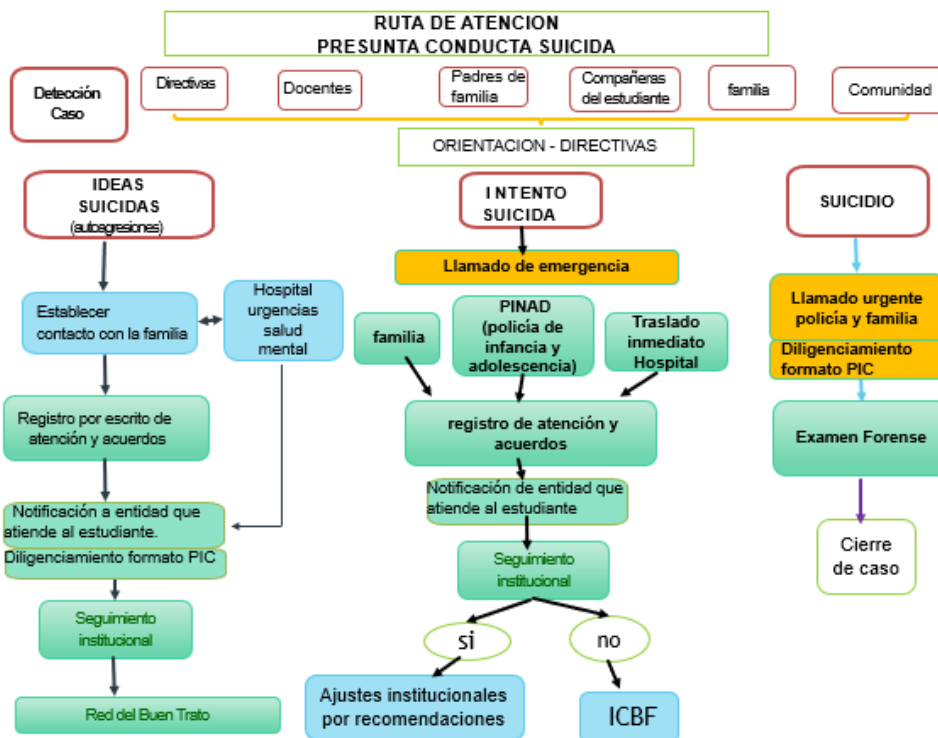 RUTA DE ATENCION
PRESUNTA CONDUCTA SUICIDA
Detección
Caso
Directivas
Docentes
Padres de
familia
Compañeras
del estudiante
familia
Comunidad
ORIENTACION - DIRECTIVAS
IDEAS
SUICIDAS
(autoagresiones)
Establecer
contacto con la familia
Hospital
urgencias
salud
mental
Registro por escrito de
atención y acuerdos
Notificación a entidad que
atiende al estudiante.
Diligenciamiento formato PIC
Seguimiento
institucional
Red del Buen Trato
INTENTO
SUICIDA
Llamado de emergencia
familia
PINAD
(policía de
infancia y
adolescencia)
Traslado
inmediato
Hospital
registro de atención y
acuerdos
Notificación de entidad que
atiende al estudiante
Seguimiento
institucional
si
no
Ajustes institucionales
por recomendaciones
ICBF
SUICIDIO
Llamado urgente
policía y familia
Diligenciamiento
formato PIC
Examen Forense
Cierre
de caso